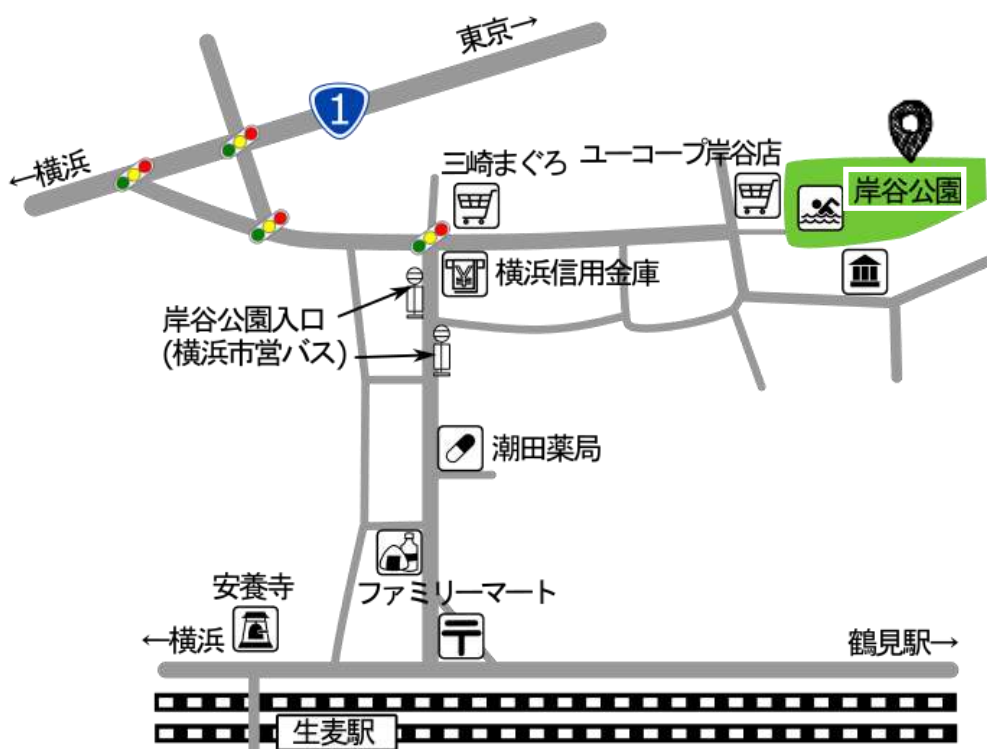 東京→
1
←横浜
三崎まぐろ
ユーコープ岸谷店
岸谷公園
横浜信用金庫
岸谷公園入口
(横浜市営バス)
潮田薬局
ファミリーマート
安養寺
←横浜
鶴見駅→
生麦駅